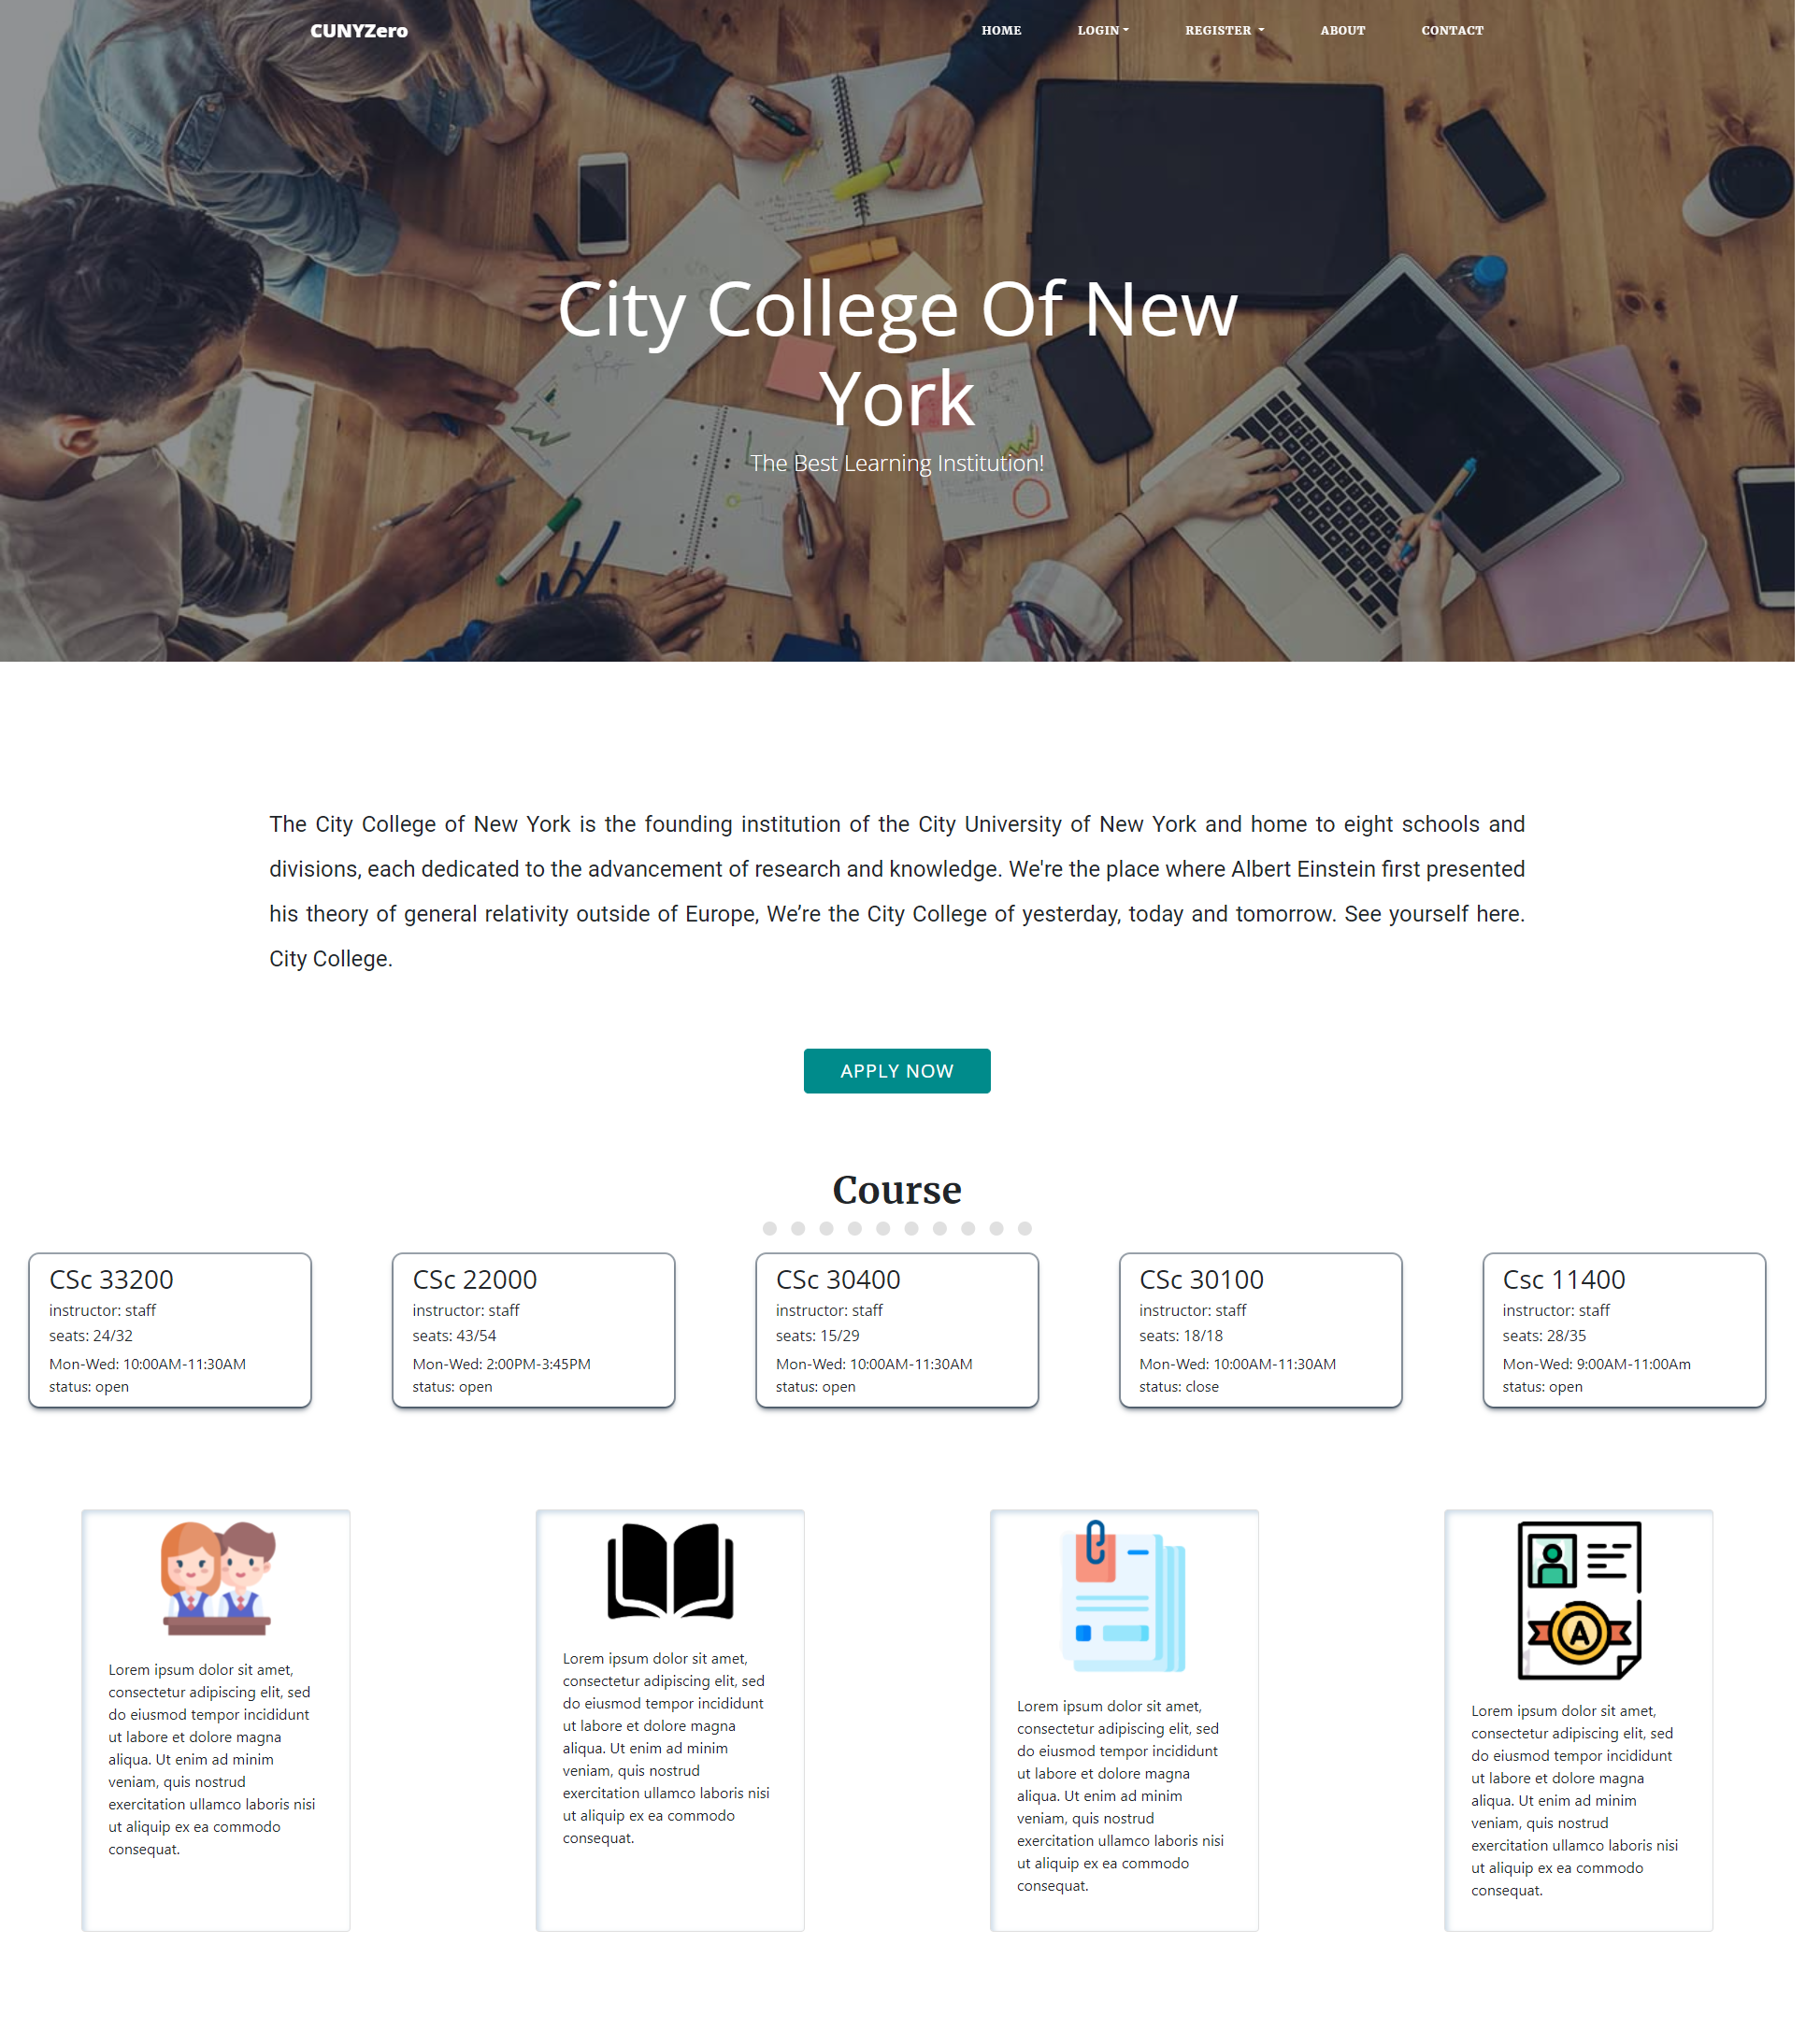 CUNYZero
HOME LOGIN REGISTER ABOUT CONTACT
City College Of New
York
The Best Learning Institution!
The City College of New York is the founding institution of the City University of New York and home to eight schools and
divisions, each dedicated to the advancement of research and knowledge. We're the place where Albert Einstein first presented
his theory of general relativity outside of Europe, We’re the City College of yesterday, today and tomorrow. See yourself here.
City College.
APPLY NOW
Course
CSc 33200
instructor: staff
seats: 24/32
Mon-Wed: 10:00AM-11:30AM
status: open
CSc 22000
instructor: staff
seats: 43/54
Mon-Wed: 2:00PM-3:45PM
status: open
CSc 30400
instructor: staff
seats: 15/29
Mon-Wed: 10:00AM-11:30AM
status: open
CSc 30100
instructor: staff
seats: 18/18
Mon-Wed: 10:00AM-11:30AM
status: close
Csc 11400
instructor: staff
seats: 28/35
Mon-Wed: 9:00AM-11:00Am
status: open
Lorem ipsum dolor sit amet,
consectetur adipiscing elit, sed
do eiusmod tempor incididunt
ut labore et dolore magna
aliqua. Ut enim ad minim
veniam, quis nostrud
exercitation ullamco laboris nisi
ut aliquip ex ea commodo
consequat.
Lorem ipsum dolor sit amet,
consectetur adipiscing elit, sed
do eiusmod tempor incididunt
ut labore et dolore magna
aliqua. Ut enim ad minim
veniam, quis nostrud
exercitation ullamco laboris nisi
ut aliquip ex ea commodo
consequat.
Lorem ipsum dolor sit amet,
consectetur adipiscing elit, sed
do eiusmod tempor incididunt
ut labore et dolore magna
aliqua. Ut enim ad minim
veniam, quis nostrud
exercitation ullamco laboris nisi
ut aliquip ex ea commodo
consequat.
A
Lorem ipsum dolor sit amet,
consectetur adipiscing elit, sed
do eiusmod tempor incididunt
ut labore et dolore magna
aliqua. Ut enim ad minim
veniam, quis nostrud
exercitation ullamco laboris nisi
ut aliquip ex ea commodo
consequat.